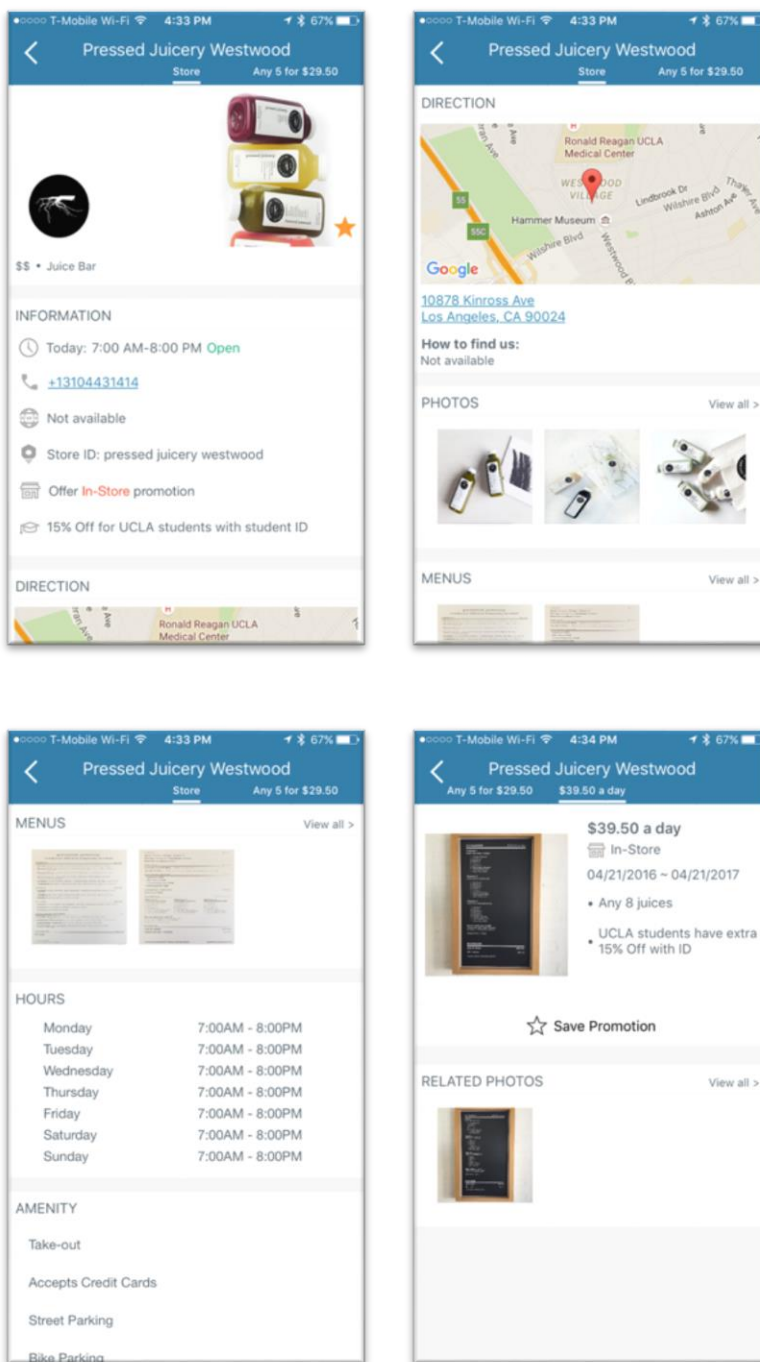 ●○○○○ T-Mobile Wi-Fi 4:33 PM 67%
Pressed Juicery Westwood
Store Any 5 for $29.50
$$ • Juice Bar
INFORMATION
Today: 7:00 AM-8:00 PM Open
+13104431414
Not available
Store ID: pressed juicery westwood
Offer In-Store promotion
15% Off for UCLA students with student ID
DIRECTION
Ronald Reagan UCLA
Medical Center
●○○○○ T-Mobile Wi-Fi 4:33 PM 67%
Pressed Juicery Westwood
Store Any 5 for $29.50
DIRECTION
Ronald Reagan UCLA
Medical Center
WESTWOOD
VILLAGE
Lindbrook Dr
Wilshire Blvd
Thayer Ave
Ashton Ave
Hammer Museum
Wilshire Blvd
Westwood B
SS
SSC
Google
10878 Kinross Ave
Los Angeles, CA 90024
How to find us:
Not available
PHOTOS View all >
MENUS View all >
●○○○○ T-Mobile Wi-Fi 4:33 PM 67%
Pressed Juicery Westwood
Store Any 5 for $29.50
MENUS View all >
HOURS
Monday 7:00AM - 8:00PM
Tuesday 7:00AM - 8:00PM
Wednesday 7:00AM - 8:00PM
Thursday 7:00AM - 8:00PM
Friday 7:00AM - 8:00PM
Saturday 7:00AM - 8:00PM
Sunday 7:00AM - 8:00PM
AMENITY
Take-out
Accepts Credit Cards
Street Parking
Bike Parking
●○○○○ T-Mobile Wi-Fi 4:34 PM 67%
Pressed Juicery Westwood
Any 5 for $29.50 $39.50 a day
$39.50 a day
In-Store
04/21/2016 ~ 04/21/2017
• Any 8 juices
• UCLA students have extra
15% Off with ID
Save Promotion
RELATED PHOTOS View all >